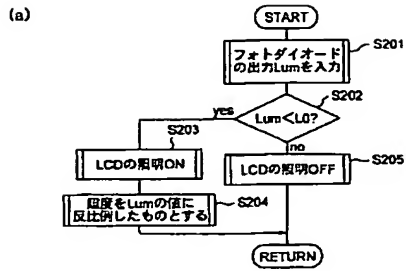 (a)
START
フォトダイオード
の出力Lumを入力
S201
S202
Lum<L0?
yes
S203
no
LCDの照明ON
LCDの照明OFF
S205
照度をLumの値に
反比例したものとする
S204
RETURN